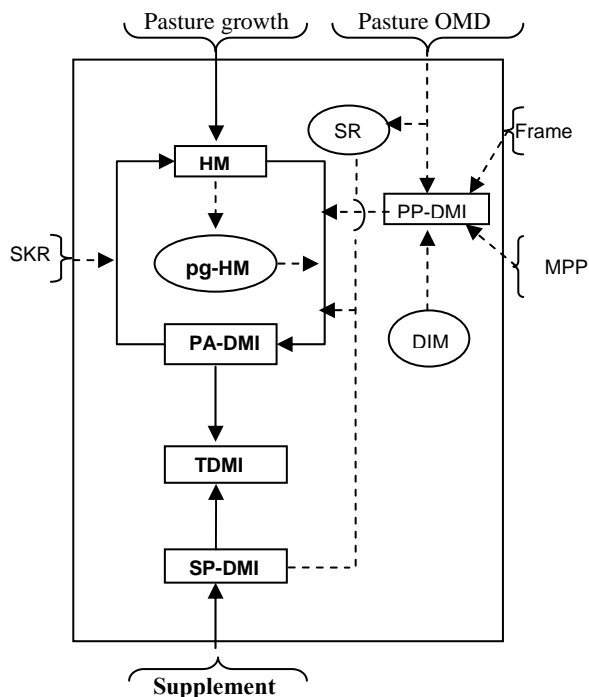 Pasture growth
Pasture OMD
SR
Frame
HM
PP-DMI
SKR
pg-HM
MPP
PA-DMI
DIM
TDMI
SP-DMI
Supplement